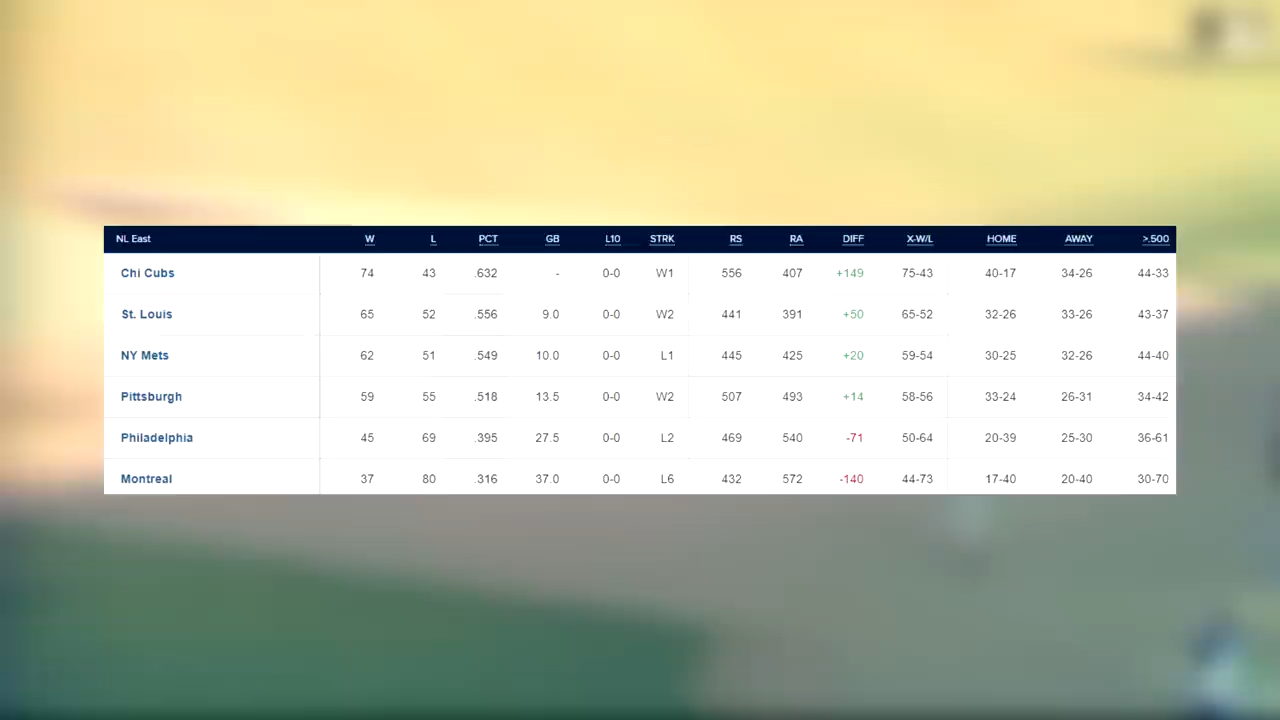 NL East W L PCT GB L10 STRK RS RA DIFF X-W/L HOME AWAY >.500
Chi Cubs 74 43 .632 - 0-0 W1 556 407 +149 75-43 40-17 34-26 44-33
St. Louis 65 52 .556 9.0 0-0 W2 441 391 +50 65-52 32-26 33-26 43-37
NY Mets 62 51 .549 10.0 0-0 L1 445 425 +20 59-54 30-25 32-26 44-40
Pittsburgh 59 55 .518 13.5 0-0 W2 507 493 +14 58-56 33-24 26-31 34-42
Philadelphia 45 69 .395 27.5 0-0 L2 469 540 -71 50-64 20-39 25-30 36-61
Montreal 37 80 .316 37.0 0-0 L6 432 572 -140 44-73 17-40 20-40 30-70